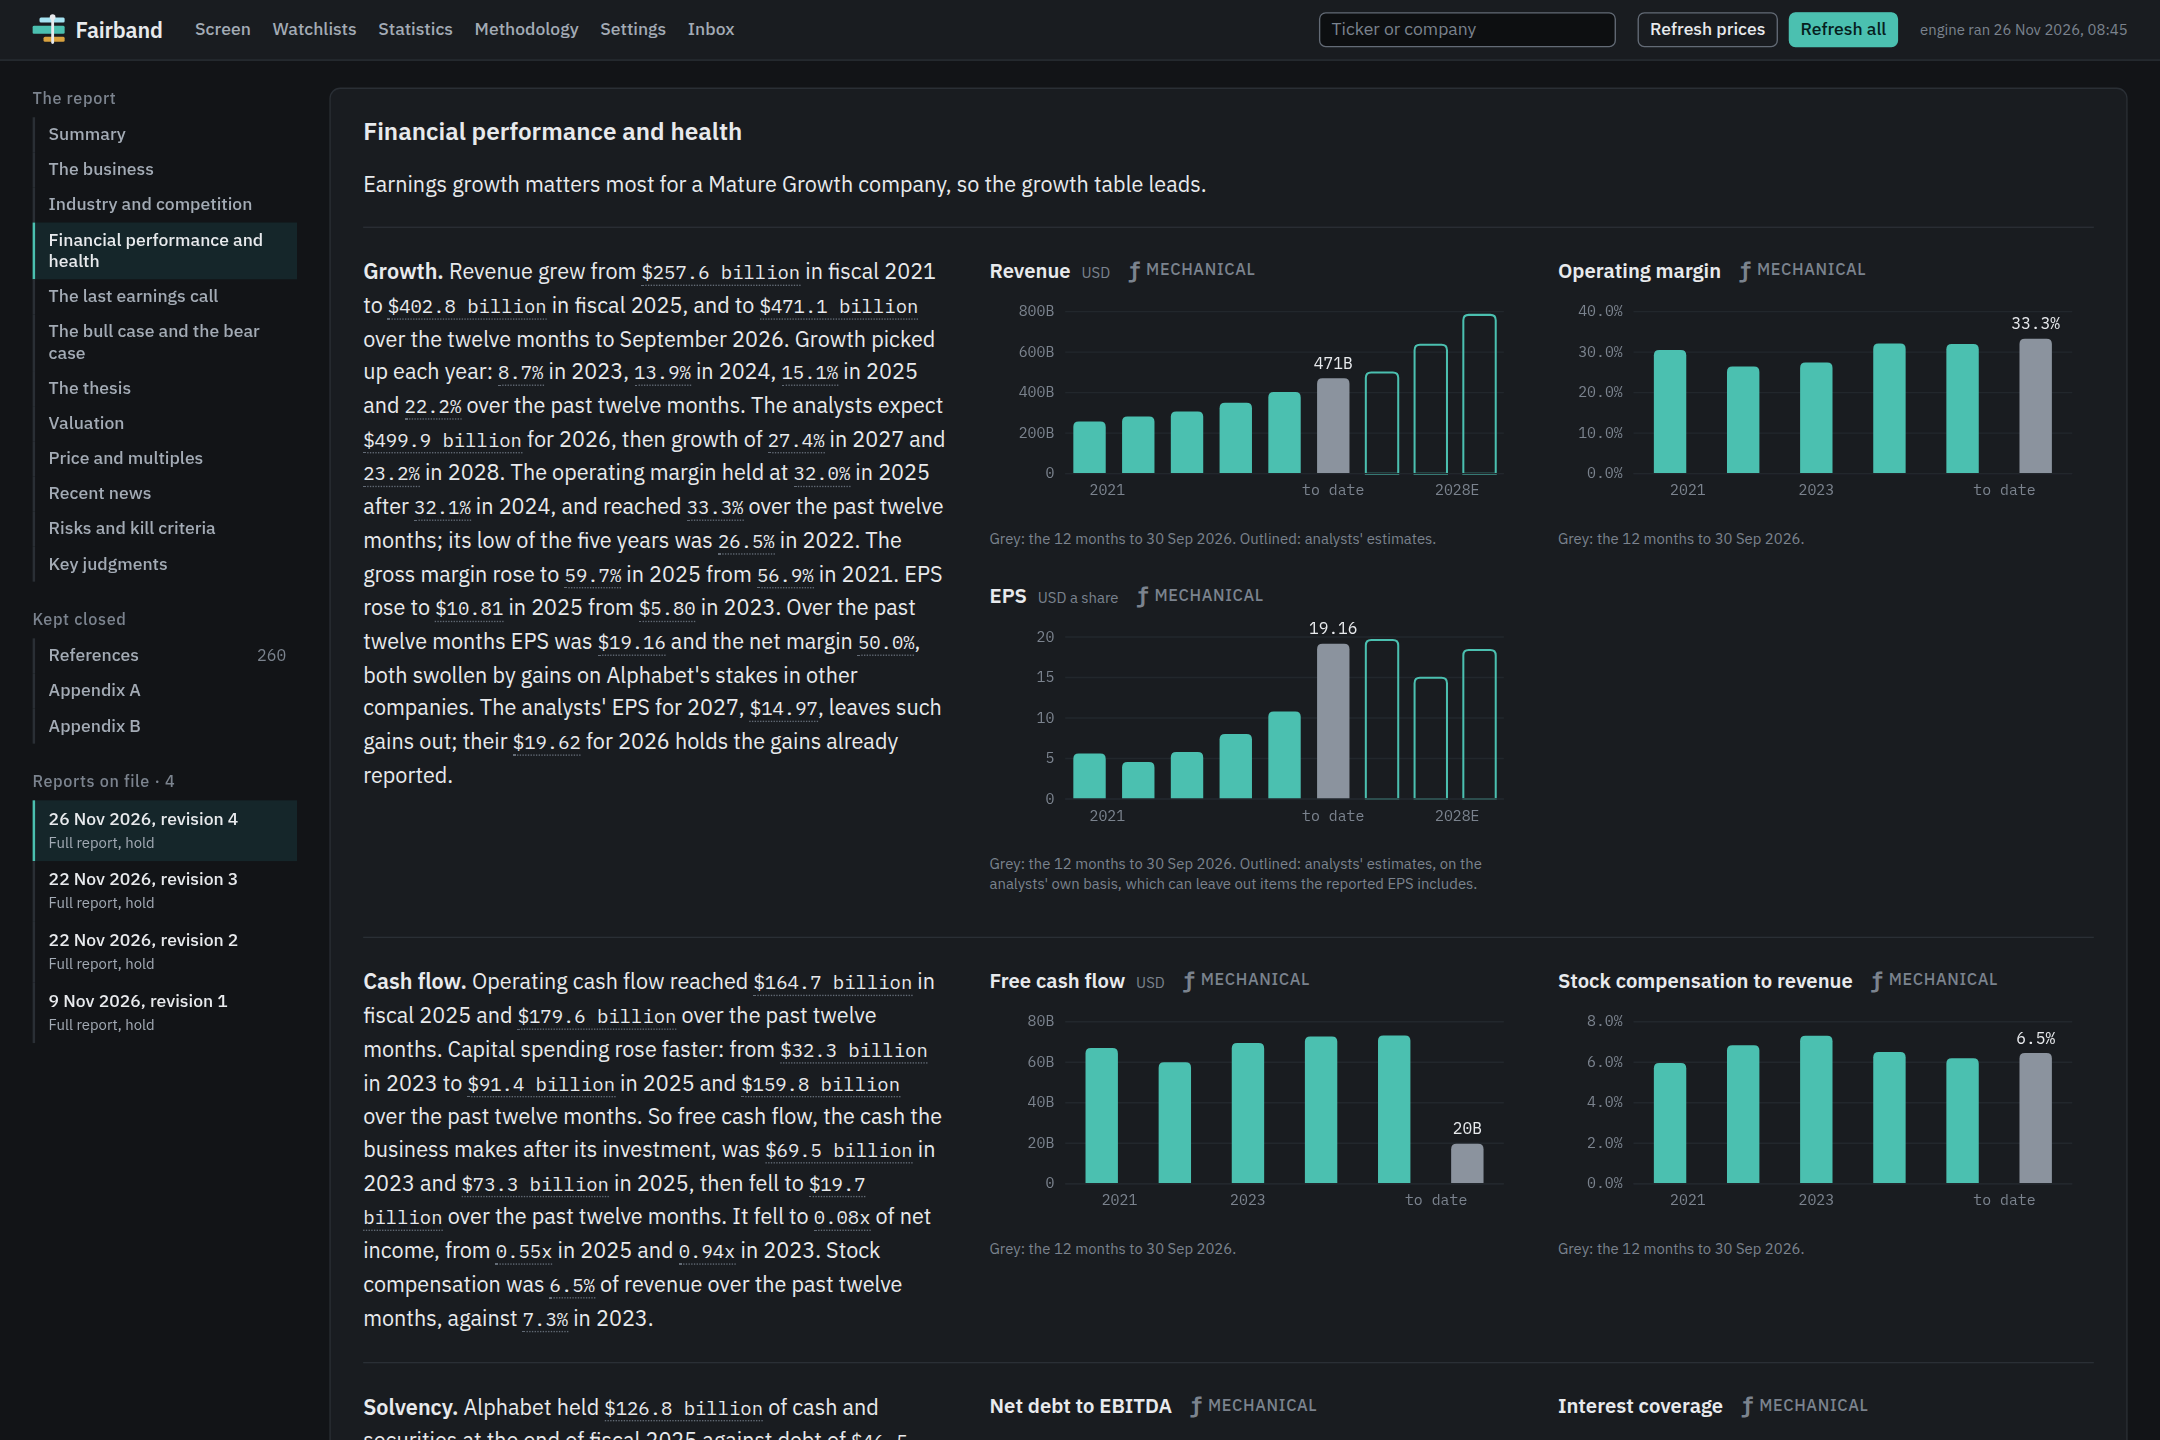 Fairband
Screen Watchlists Statistics Methodology Settings Inbox
Ticker or company
Refresh prices
Refresh all
engine ran 26 Nov 2026, 08:45
The report
Summary
The business
Industry and competition
Financial performance and
health
The last earnings call
The bull case and the bear
case
The thesis
Valuation
Price and multiples
Recent news
Risks and kill criteria
Key judgments
Kept closed
References 260
Appendix A
Appendix B
Reports on file · 4
26 Nov 2026, revision 4
Full report, hold
22 Nov 2026, revision 3
Full report, hold
22 Nov 2026, revision 2
Full report, hold
9 Nov 2026, revision 1
Full report, hold
Financial performance and health
Earnings growth matters most for a Mature Growth company, so the growth table leads.
Growth. Revenue grew from $257.6 billion in fiscal 2021
to $402.8 billion in fiscal 2025, and to $471.1 billion
over the twelve months to September 2026. Growth picked
up each year: 8.7% in 2023, 13.9% in 2024, 15.1% in 2025
and 22.2% over the past twelve months. The analysts expect
$499.9 billion for 2026, then growth of 27.4% in 2027 and
23.2% in 2028. The operating margin held at 32.0% in 2025
after 32.1% in 2024, and reached 33.3% over the past twelve
months; its low of the five years was 26.5% in 2022. The
gross margin rose to 59.7% in 2025 from 56.9% in 2021. EPS
rose to $10.81 in 2025 from $5.80 in 2023. Over the past
twelve months EPS was $19.16 and the net margin 50.0%,
both swollen by gains on Alphabet's stakes in other
companies. The analysts' EPS for 2027, $14.97, leaves such
gains out; their $19.62 for 2026 holds the gains already
reported.
Revenue USD ƒ MECHANICAL
800B
600B
400B
200B
0
471B
2021 to date 2028E
Grey: the 12 months to 30 Sep 2026. Outlined: analysts' estimates.
Operating margin ƒ MECHANICAL
40.0%
30.0%
20.0%
10.0%
0.0%
33.3%
2021 2023 to date
Grey: the 12 months to 30 Sep 2026.
EPS USD a share ƒ MECHANICAL
20
15
10
5
0
19.16
2021 to date 2028E
Grey: the 12 months to 30 Sep 2026. Outlined: analysts' estimates, on the
analysts' own basis, which can leave out items the reported EPS includes.
Cash flow. Operating cash flow reached $164.7 billion in
fiscal 2025 and $179.6 billion over the past twelve
months. Capital spending rose faster: from $32.3 billion
in 2023 to $91.4 billion in 2025 and $159.8 billion
over the past twelve months. So free cash flow, the cash the
business makes after its investment, was $69.5 billion in
2023 and $73.3 billion in 2025, then fell to $19.7
billion over the past twelve months. It fell to 0.08x of net
income, from 0.55x in 2025 and 0.94x in 2023. Stock
compensation was 6.5% of revenue over the past twelve
months, against 7.3% in 2023.
Free cash flow USD ƒ MECHANICAL
80B
60B
40B
20B
0
20B
2021 2023 to date
Grey: the 12 months to 30 Sep 2026.
Stock compensation to revenue ƒ MECHANICAL
8.0%
6.0%
4.0%
2.0%
0.0%
6.5%
2021 2023 to date
Grey: the 12 months to 30 Sep 2026.
Solvency. Alphabet held $126.8 billion of cash and
securities at the end of fiscal 2025 against debt of $46.5
Net debt to EBITDA ƒ MECHANICAL
Interest coverage ƒ MECHANICAL